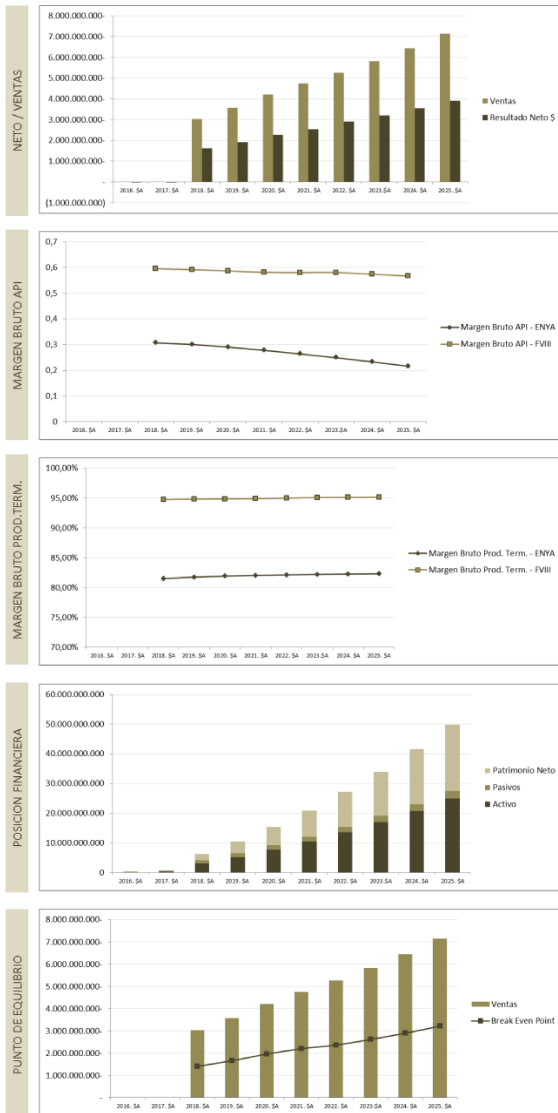 NETO / VENTAS
8.000.000.000-
7.000.000.000-
6.000.000.000-
5.000.000.000-
4.000.000.000-
3.000.000.000-
2.000.000.000-
1.000.000.000-
-
(1.000.000.000)
2016. $A 2017. $A 2018. $A 2019. $A 2020. $A 2021. $A 2022. $A 2023.$A 2024. $A 2025. $A
Ventas
Resultado Neto $
MARGEN BRUTO API
0,7
0,6
0,5
0,4
0,3
0,2
0,1
0
2016. $A 2017. $A 2018. $A 2019. $A 2020. $A 2021. $A 2022. $A 2023.$A 2024. $A 2025. $A
Margen Bruto API - ENYA
Margen Bruto API - FVIII
MARGEN BRUTO PROD.TERM.
100,00%
95,00%
90,00%
85,00%
80,00%
75,00%
70,00%
2016. $A 2017. $A 2018. $A 2019. $A 2020. $A 2021. $A 2022. $A 2023.$A 2024. $A 2025. $A
Margen Bruto Prod. Term. - ENYA
Margen Bruto Prod. Term. - FVIII
POSICION FINANCIERA
60.000.000.000
50.000.000.000
40.000.000.000
30.000.000.000
20.000.000.000
10.000.000.000
0
2016. $A 2017. $A 2018. $A 2019. $A 2020. $A 2021. $A 2022. $A 2023.$A 2024. $A 2025. $A
Patrimonio Neto
Pasivos
Activo
PUNTO DE EQUILIBRIO
8.000.000.000-
7.000.000.000-
6.000.000.000-
5.000.000.000-
4.000.000.000-
3.000.000.000-
2.000.000.000-
1.000.000.000-
-
2016. $A 2017. $A 2018. $A 2019. $A 2020. $A 2021. $A 2022. $A 2023.$A 2024. $A 2025. $A
Ventas
Break Even Point